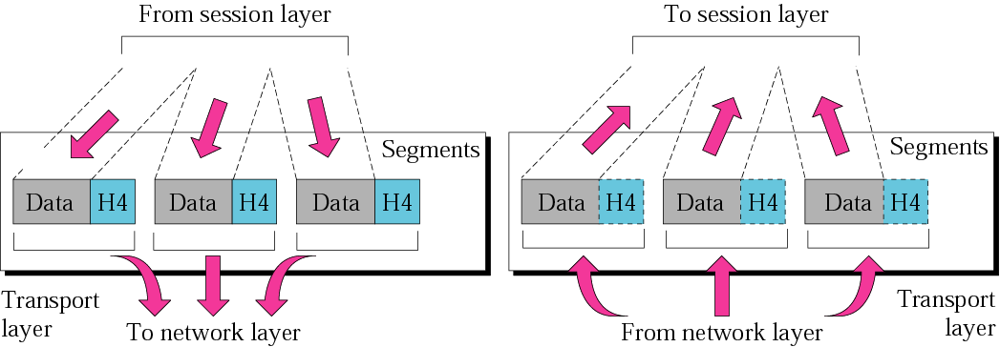 From session layer
Segments
Data H4 Data H4 Data H4
Transport
layer
To network layer
To session layer
Segments
Data H4 Data H4 Data H4
From network layer
Transport
layer